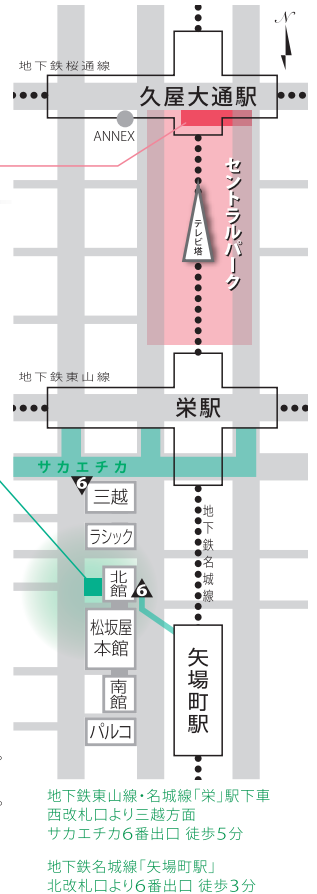 N
地下鉄桜通線
久屋大通駅
ANNEX
セントラルパーク
テレビ塔
地下鉄東山線
栄駅
サカエチカ
6
三越
ラシック
地下鉄名城線
北館
6
松坂屋
本館
矢場町駅
南館
パルコ
。
。
地下鉄東山線・名城線「栄」駅下車
西改札口より三越方面
サカエチカ6番出口 徒歩5分
地下鉄名城線「矢場町駅」
北改札口より6番出口 徒歩3分